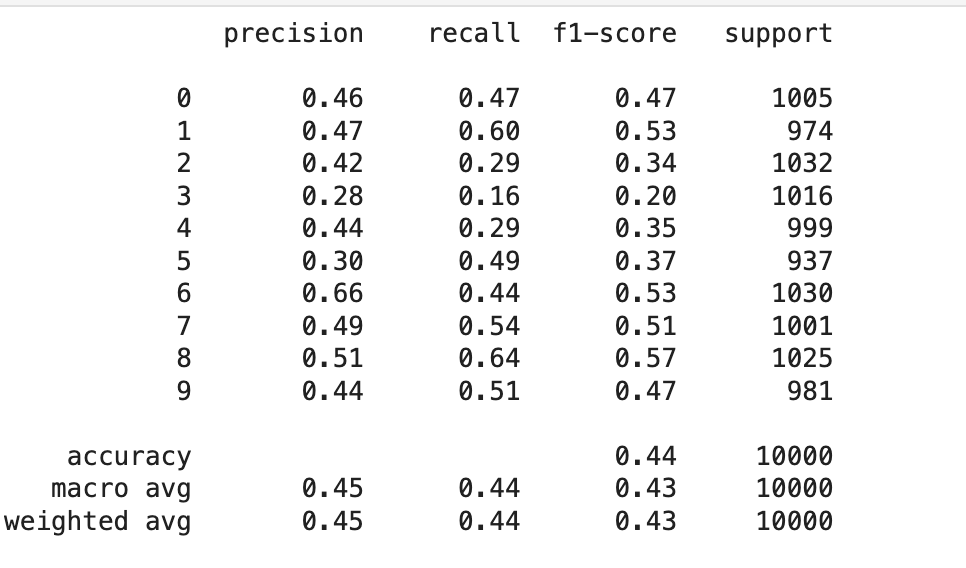 precision recall f1-score support
0 0.46 0.47 0.47 1005
1 0.47 0.60 0.53 974
2 0.42 0.29 0.34 1032
3 0.28 0.16 0.20 1016
4 0.44 0.29 0.35 999
5 0.30 0.49 0.37 937
6 0.66 0.44 0.53 1030
7 0.49 0.54 0.51 1001
8 0.51 0.64 0.57 1025
9 0.44 0.51 0.47 981
accuracy 0.44 10000
macro avg 0.45 0.44 0.43 10000
weighted avg 0.45 0.44 0.43 10000